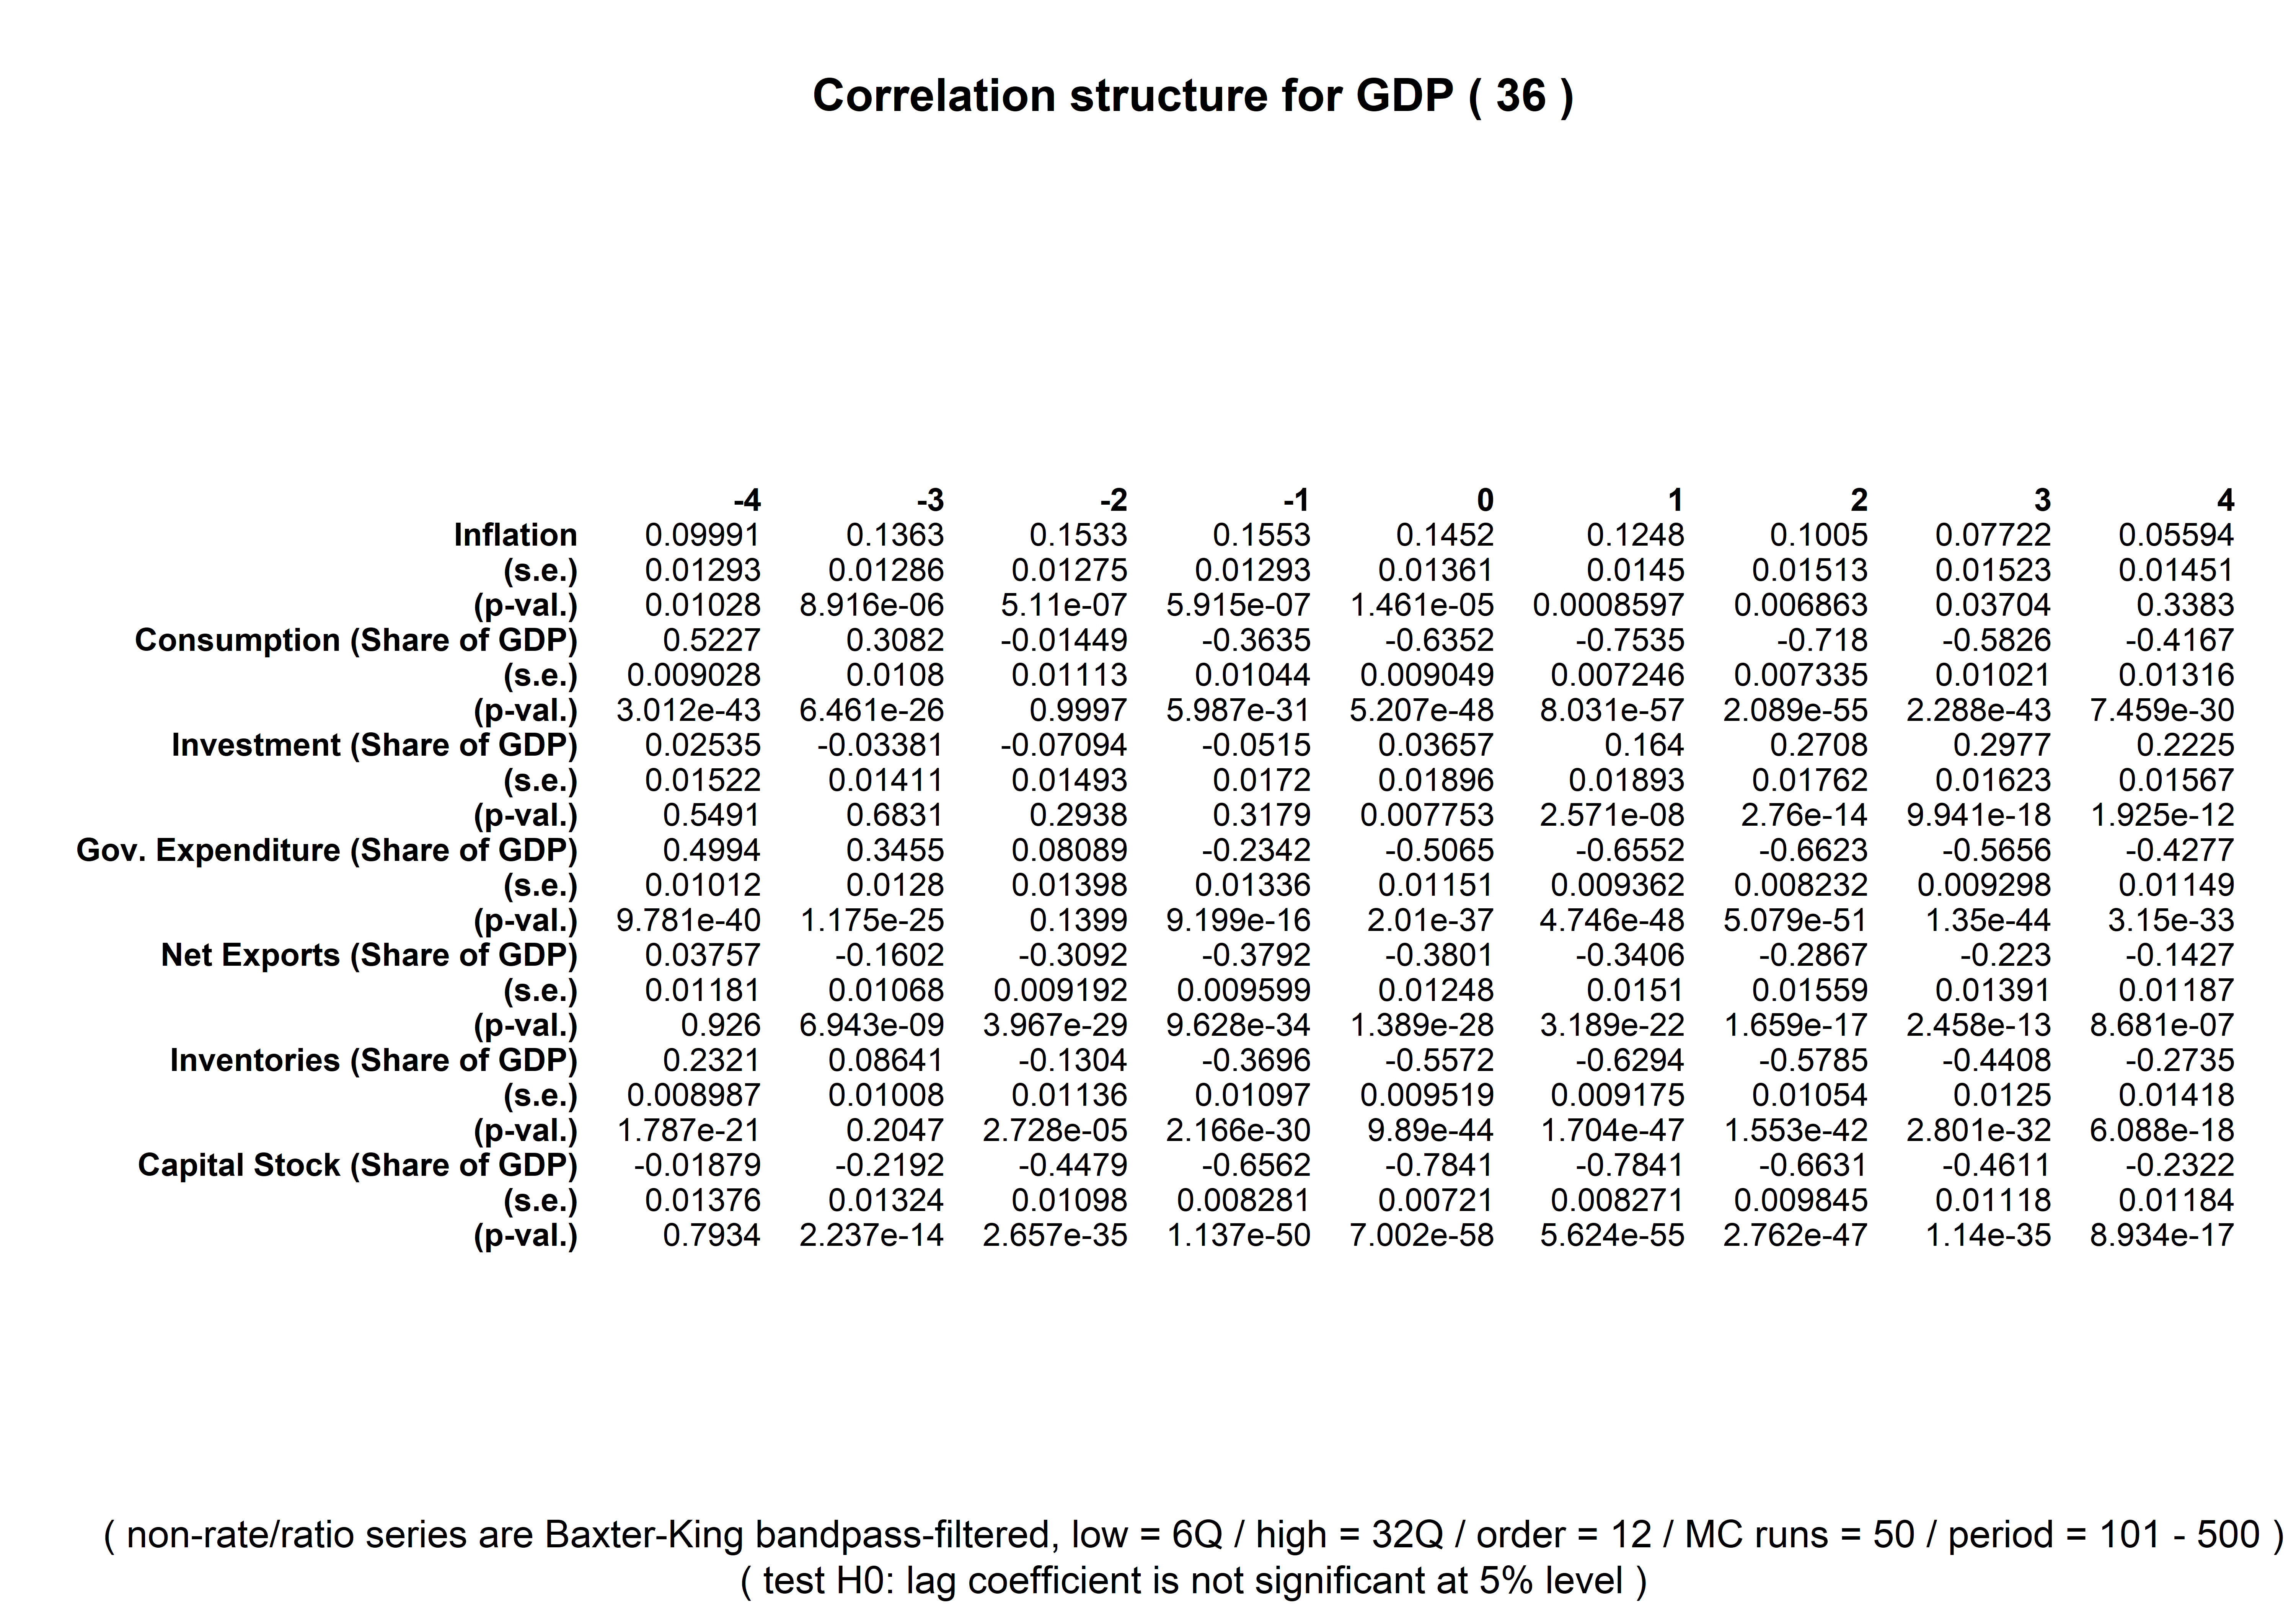 Correlation structure for GDP ( 36 )
-4 -3 -2 -1 0 1 2 3 4
Inflation 0.09991 0.1363 0.1533 0.1553 0.1452 0.1248 0.1005 0.07722 0.05594
(s.e.) 0.01293 0.01286 0.01275 0.01293 0.01361 0.0145 0.01513 0.01523 0.01451
(p-val.) 0.01028 8.916e-06 5.11e-07 5.915e-07 1.461e-05 0.0008597 0.006863 0.03704 0.3383
Consumption (Share of GDP) 0.5227 0.3082 -0.01449 -0.3635 -0.6352 -0.7535 -0.718 -0.5826 -0.4167
(s.e.) 0.009028 0.0108 0.01113 0.01044 0.009049 0.007246 0.007335 0.01021 0.01316
(p-val.) 3.012e-43 6.461e-26 0.9997 5.987e-31 5.207e-48 8.031e-57 2.089e-55 2.288e-43 7.459e-30
Investment (Share of GDP) 0.02535 -0.03381 -0.07094 -0.0515 0.03657 0.164 0.2708 0.2977 0.2225
(s.e.) 0.01522 0.01411 0.01493 0.0172 0.01896 0.01893 0.01762 0.01623 0.01567
(p-val.) 0.5491 0.6831 0.2938 0.3179 0.007753 2.571e-08 2.76e-14 9.941e-18 1.925e-12
Gov. Expenditure (Share of GDP) 0.4994 0.3455 0.08089 -0.2342 -0.5065 -0.6552 -0.6623 -0.5656 -0.4277
(s.e.) 0.01012 0.0128 0.01398 0.01336 0.01151 0.009362 0.008232 0.009298 0.01149
(p-val.) 9.781e-40 1.175e-25 0.1399 9.199e-16 2.01e-37 4.746e-48 5.079e-51 1.35e-44 3.15e-33
Net Exports (Share of GDP) 0.03757 -0.1602 -0.3092 -0.3792 -0.3801 -0.3406 -0.2867 -0.223 -0.1427
(s.e.) 0.01181 0.01068 0.009192 0.009599 0.01248 0.0151 0.01559 0.01391 0.01187
(p-val.) 0.926 6.943e-09 3.967e-29 9.628e-34 1.389e-28 3.189e-22 1.659e-17 2.458e-13 8.681e-07
Inventories (Share of GDP) 0.2321 0.08641 -0.1304 -0.3696 -0.5572 -0.6294 -0.5785 -0.4408 -0.2735
(s.e.) 0.008987 0.01008 0.01136 0.01097 0.009519 0.009175 0.01054 0.0125 0.01418
(p-val.) 1.787e-21 0.2047 2.728e-05 2.166e-30 9.89e-44 1.704e-47 1.553e-42 2.801e-32 6.088e-18
Capital Stock (Share of GDP) -0.01879 -0.2192 -0.4479 -0.6562 -0.7841 -0.7841 -0.6631 -0.4611 -0.2322
(s.e.) 0.01376 0.01324 0.01098 0.008281 0.00721 0.008271 0.009845 0.01118 0.01184
(p-val.) 0.7934 2.237e-14 2.657e-35 1.137e-50 7.002e-58 5.624e-55 2.762e-47 1.14e-35 8.934e-17
( non-rate/ratio series are Baxter-King bandpass-filtered, low = 6Q / high = 32Q / order = 12 / MC runs = 50 / period = 101 - 500 )
( test H0: lag coefficient is not significant at 5% level )